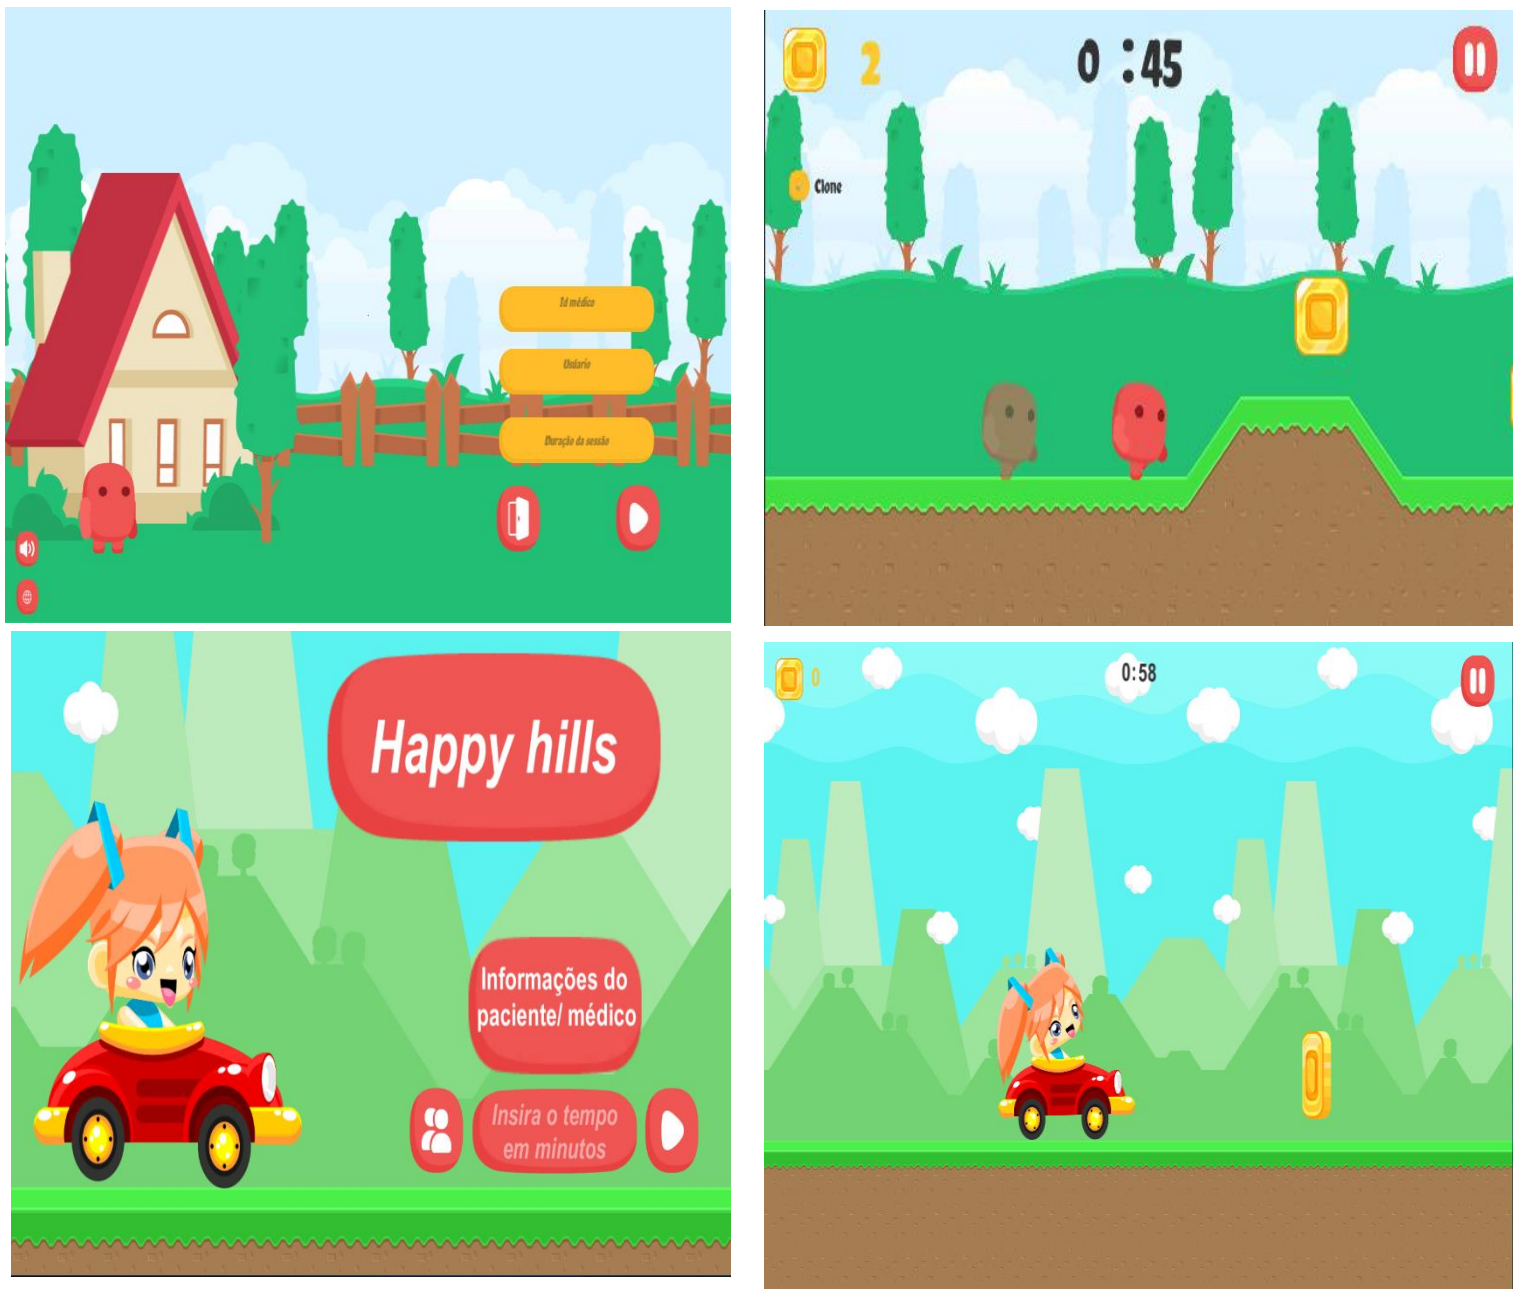 Id médico
Usuario
Duração da sessão
2
0 :45
Clone
Happy hills
Informações do
paciente/ médico
Insira o tempo
em minutos
0
0:58